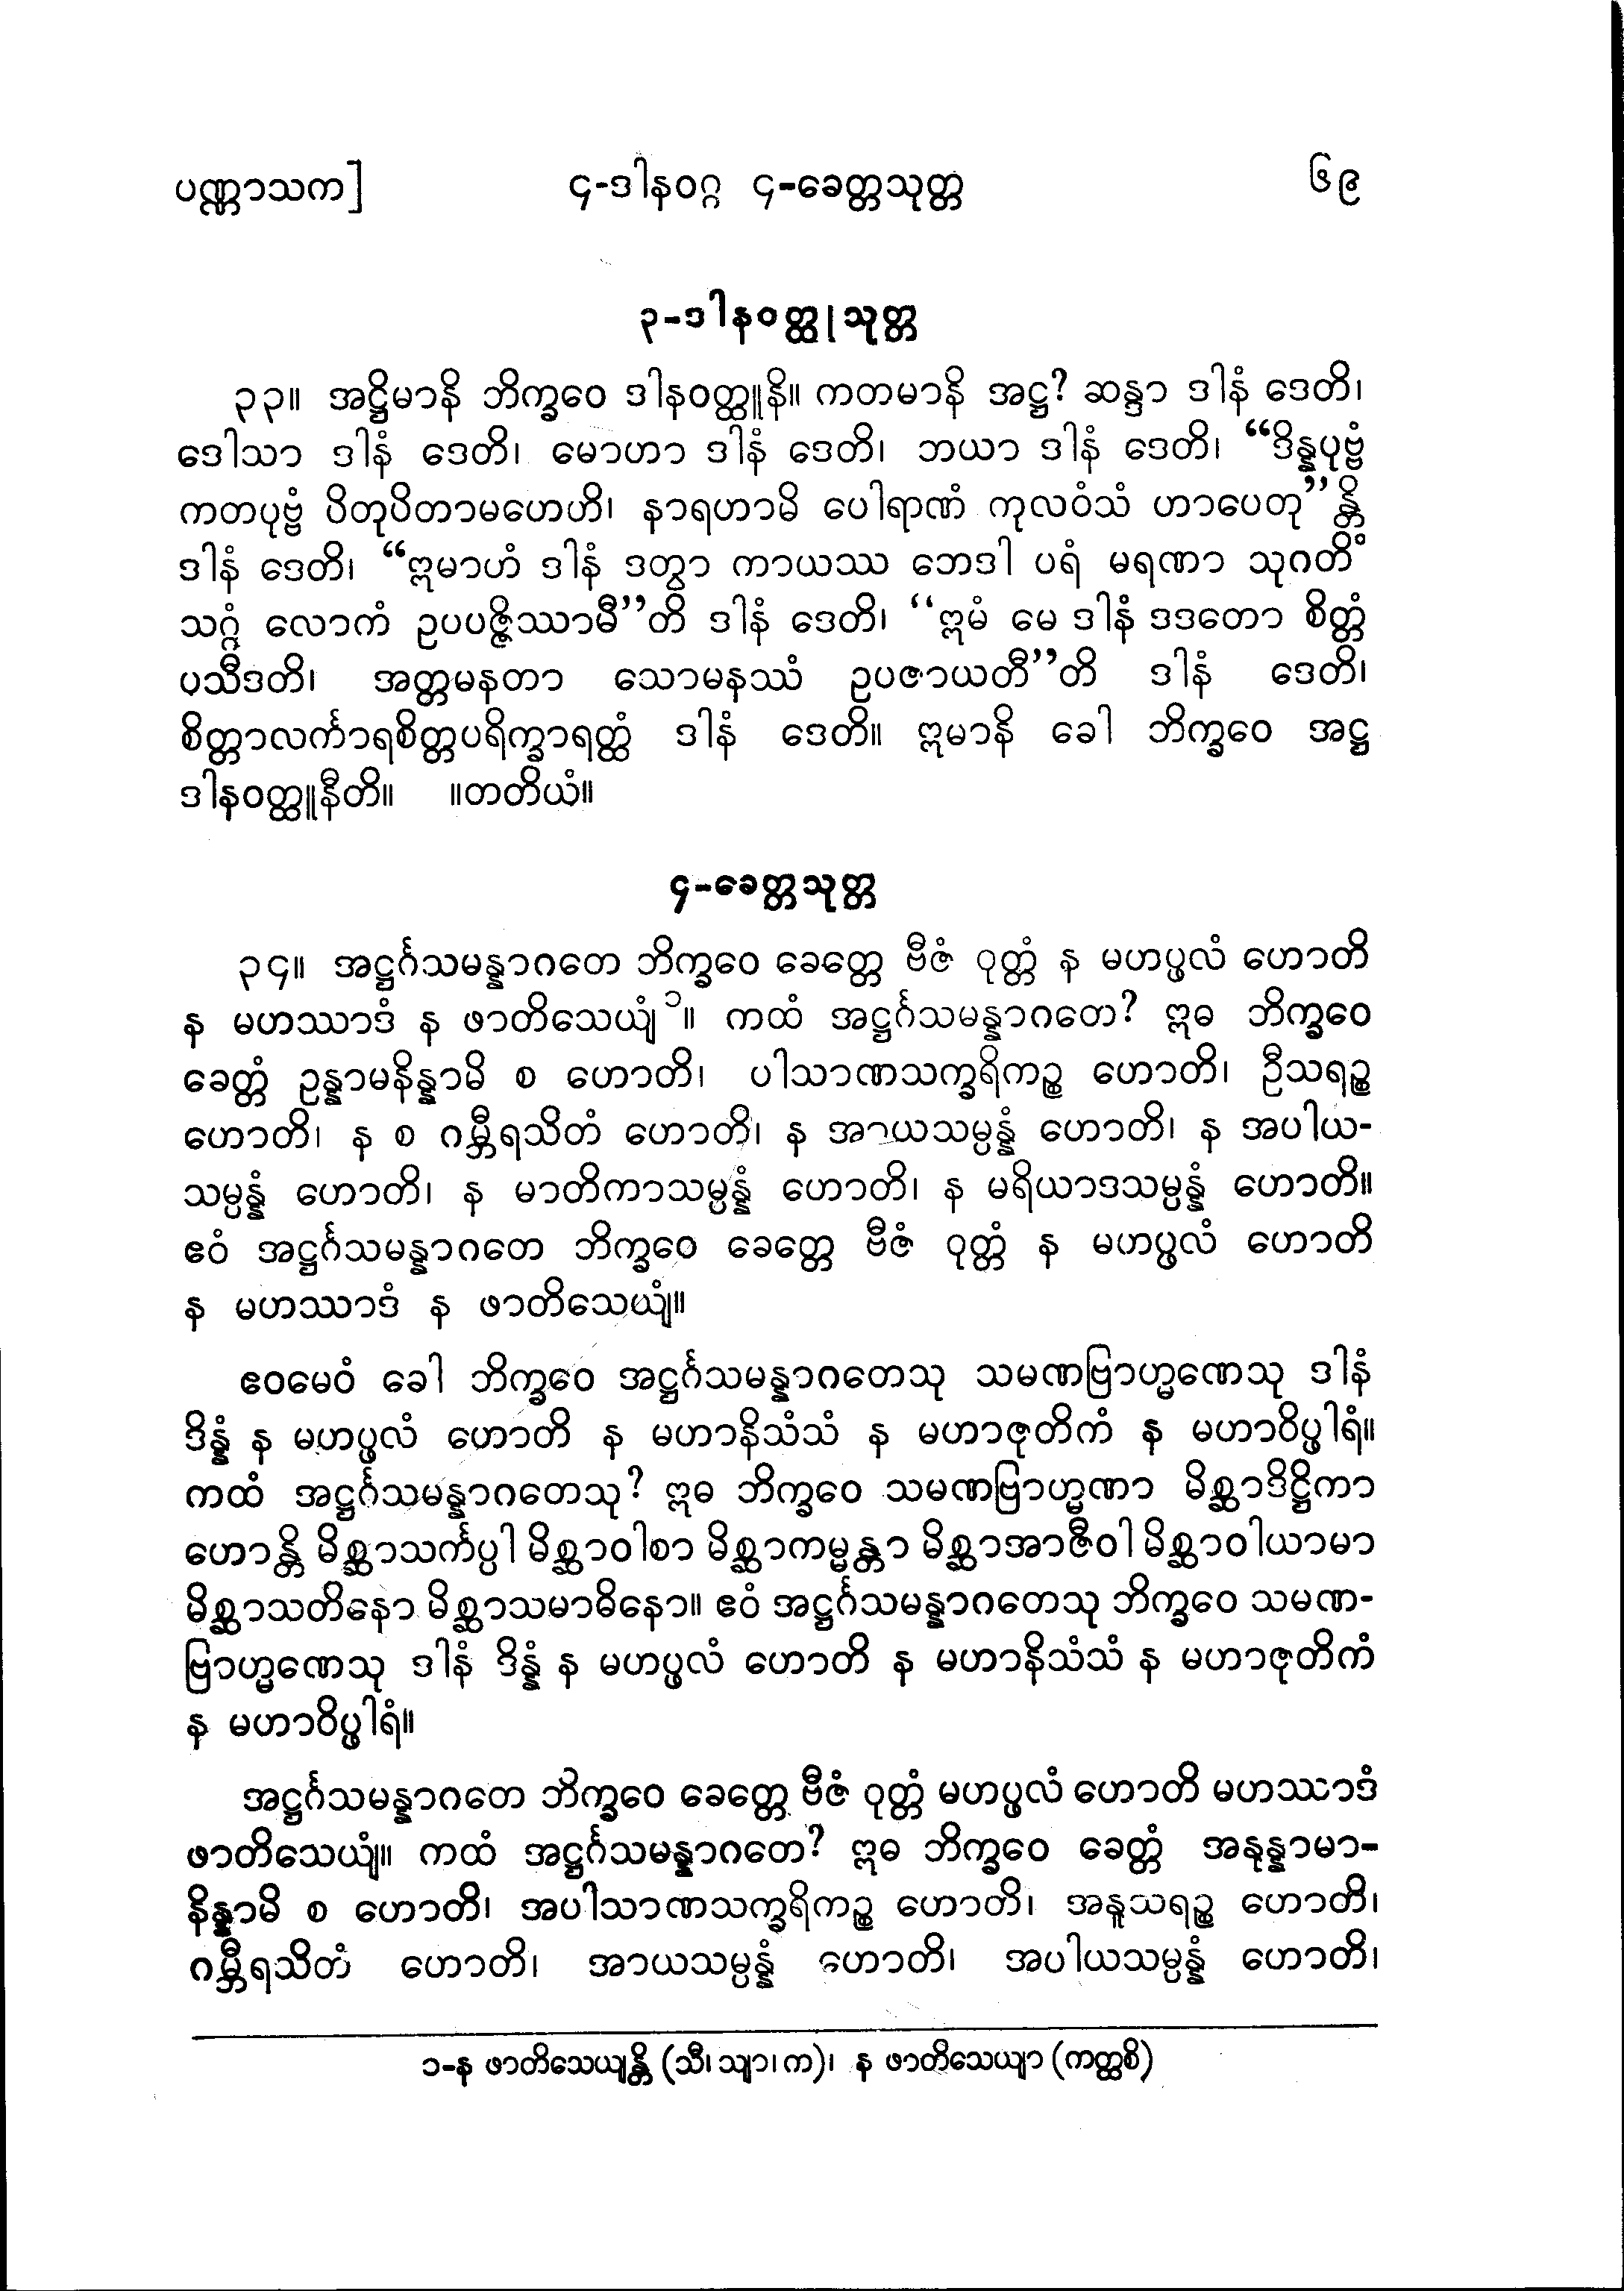 ပဏ္ဏာသက]   ၄-ဒါနဝဂ္ဂ ၄-ခေတ္တသုတ္တ   ၆၉
၃-ဒါနဝတ္ထုသုတ္တ
၃၃။ အဋ္ဌိမာနိ ဘိက္ခဝေ ဒါနဝတ္ထူနိ။ ကတမာနိ အဋ္ဌ? ဆန္ဒာ ဒါနံ ဒေတိ၊
ဒေါသာ ဒါနံ ဒေတိ၊ မောဟာ ဒါနံ ဒေတိ၊ ဘယာ ဒါနံ ဒေတိ၊ “ဒိန္နပုဗ္ဗံ
ကတပုဗ္ဗံ ပိတုပိတာမဟေဟိ၊ နာရဟာမိ ပေါရာဏံ ကုလဝံသံ ဟာပေတု”န္တိ
ဒါနံ ဒေတိ၊ “ဣမာဟံ ဒါနံ ဒတွာ ကာယဿ ဘေဒါ ပရံ မရဏာ သုဂတိံ
သဂ္ဂံ လောကံ ဥပပဇ္ဇိဿာမီ”တိ ဒါနံ ဒေတိ၊ “ဣမံ မေ ဒါနံ ဒဒတော စိတ္တံ
ပသီဒတိ၊ အတ္တမနတာ သောမနဿံ ဥပဇာယတီ”တိ ဒါနံ ဒေတိ၊
စိတ္တာလင်္ကာရစိတ္တပရိက္ခာရတ္ထံ ဒါနံ ဒေတိ။ ဣမာနိ ခေါ ဘိက္ခဝေ အဋ္ဌ
ဒါနဝတ္ထူနီတိ။ ။တတိယံ။
၄-ခေတ္တသုတ္တ
၃၄။ အဋ္ဌင်္ဂသမန္နာဂတေ ဘိက္ခဝေ ခေတ္တေ ဗီဇံ ဝုတ္တံ န မဟပ္ဖလံ ဟောတိ
န မဟဿာဒံ န ဖာတိသေယျံ ၁။ ကထံ အဋ္ဌင်္ဂသမန္နာဂတေ? ဣဓ ဘိက္ခဝေ
ခေတ္တံ ဥန္နာမနိန္နာမိ စ ဟောတိ၊ ပါသာဏသက္ခရိကဉ္စ ဟောတိ၊ ဦသရဉ္စ
ဟောတိ၊ န စ ဂမ္ဘီရသိတံ ဟောတိ၊ န အာယသမ္ပန္နံ ဟောတိ၊ န အပါယ-
သမ္ပန္နံ ဟောတိ၊ န မာတိကာသမ္ပန္နံ ဟောတိ၊ န မရိယာဒသမ္ပန္နံ ဟောတိ။
ဧဝံ အဋ္ဌင်္ဂသမန္နာဂတေ ဘိက္ခဝေ ခေတ္တေ ဗီဇံ ဝုတ္တံ န မဟပ္ဖလံ ဟောတိ
န မဟဿာဒံ န ဖာတိသေယျံ။
ဧဝမေဝံ ခေါ ဘိက္ခဝေ အဋ္ဌင်္ဂသမန္နာဂတေသု သမဏဗြာဟ္မဏေသု ဒါနံ
ဒိန္နံ န မဟပ္ဖလံ ဟောတိ န မဟာနိသံသံ န မဟာဇုတိကံ န မဟာဝိပ္ဖါရံ။
ကထံ အဋ္ဌင်္ဂသမန္နာဂတေသု? ဣဓ ဘိက္ခဝေ သမဏဗြာဟ္မဏာ မိစ္ဆာဒိဋ္ဌိကာ
ဟောန္တိ မိစ္ဆာသင်္ကပ္ပါ မိစ္ဆာဝါစာ မိစ္ဆာကမ္မန္တာ မိစ္ဆာအာဇီဝါ မိစ္ဆာဝါယာမာ
မိစ္ဆာသတိနော မိစ္ဆာသမာဓိနော။ ဧဝံ အဋ္ဌင်္ဂသမန္နာဂတေသု ဘိက္ခဝေ သမဏ-
ဗြာဟ္မဏေသု ဒါနံ ဒိန္နံ န မဟပ္ဖလံ ဟောတိ န မဟာနိသံသံ န မဟာဇုတိကံ
န မဟာဝိပ္ဖါရံ။
အဋ္ဌင်္ဂသမန္နာဂတေ ဘိက္ခဝေ ခေတ္တေ ဗီဇံ ဝုတ္တံ မဟပ္ဖလံ ဟောတိ မဟဿာဒံ
ဖာတိသေယျံ။ ကထံ အဋ္ဌင်္ဂသမန္နာဂတေ? ဣဓ ဘိက္ခဝေ ခေတ္တံ အနုန္နာမာ-
နိန္နာမိ စ ဟောတိ၊ အပါသာဏသက္ခရိကဉ္စ ဟောတိ၊ အနူသရဉ္စ ဟောတိ၊
ဂမ္ဘီရသိတံ ဟောတိ၊ အာယသမ္ပန္နံ ဟောတိ၊ အပါယသမ္ပန္နံ ဟောတိ၊
၁-န ဖာတိသေယျန္တိ (သီ၊ သျာ၊ က)၊ န ဖာတိသေယျာ (ကတ္ထစိ)